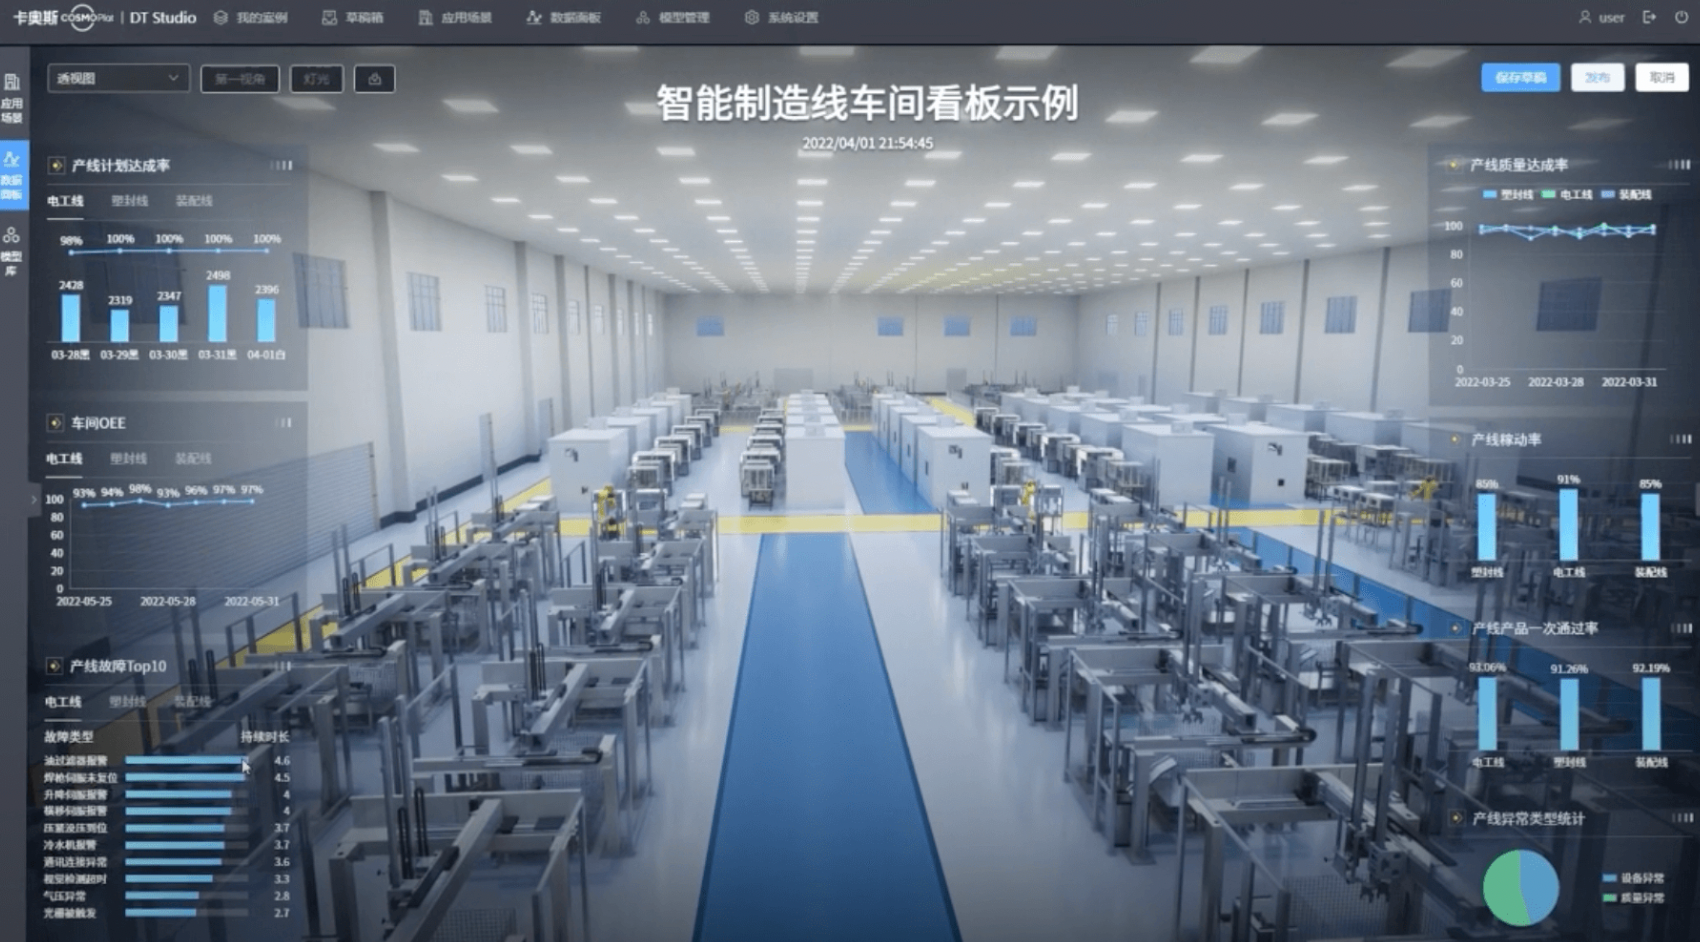 卡奥斯 COSMOPlat | DT Studio 我的案例 草稿箱 应用场景 数据面板 模型管理 系统设置 user
应用场景
数据面板
模型库
透视图 第一视角 灯光
保存草稿 发布 取消
智能制造线车间看板示例
2022/04/01 21:54:45
产线计划达成率
电工线 塑封线 装配线
98% 100% 100% 100% 100%
2428 2319 2347 2498 2396
03-28黑 03-29黑 03-30黑 03-31黑 04-01白
车间OEE
电工线 塑封线 装配线
93% 94% 98% 93% 96% 97% 97%
100
80
60
40
20
0
2022-05-25 2022-05-28 2022-05-31
产线故障Top10
电工线 塑封线 装配线
故障类型 持续时长
油过滤器报警 4.6
焊枪伺服未复位 4.5
升降伺服报警 4
横移伺服报警 4
压紧液压到位 3.7
冷水机报警 3.7
通讯连接异常 3.6
视觉检测超时 3.3
气压异常 2.8
光栅被触发 2.7
产线质量达成率
塑封线 电工线 装配线
100
80
60
40
20
0
2022-03-25 2022-03-28 2022-03-31
产线稼动率
85% 91% 85%
塑封线 电工线 装配线
产线产品一次通过率
93.06% 91.26% 92.19%
电工线 塑封线 装配线
产线异常类型统计
设备异常
质量异常